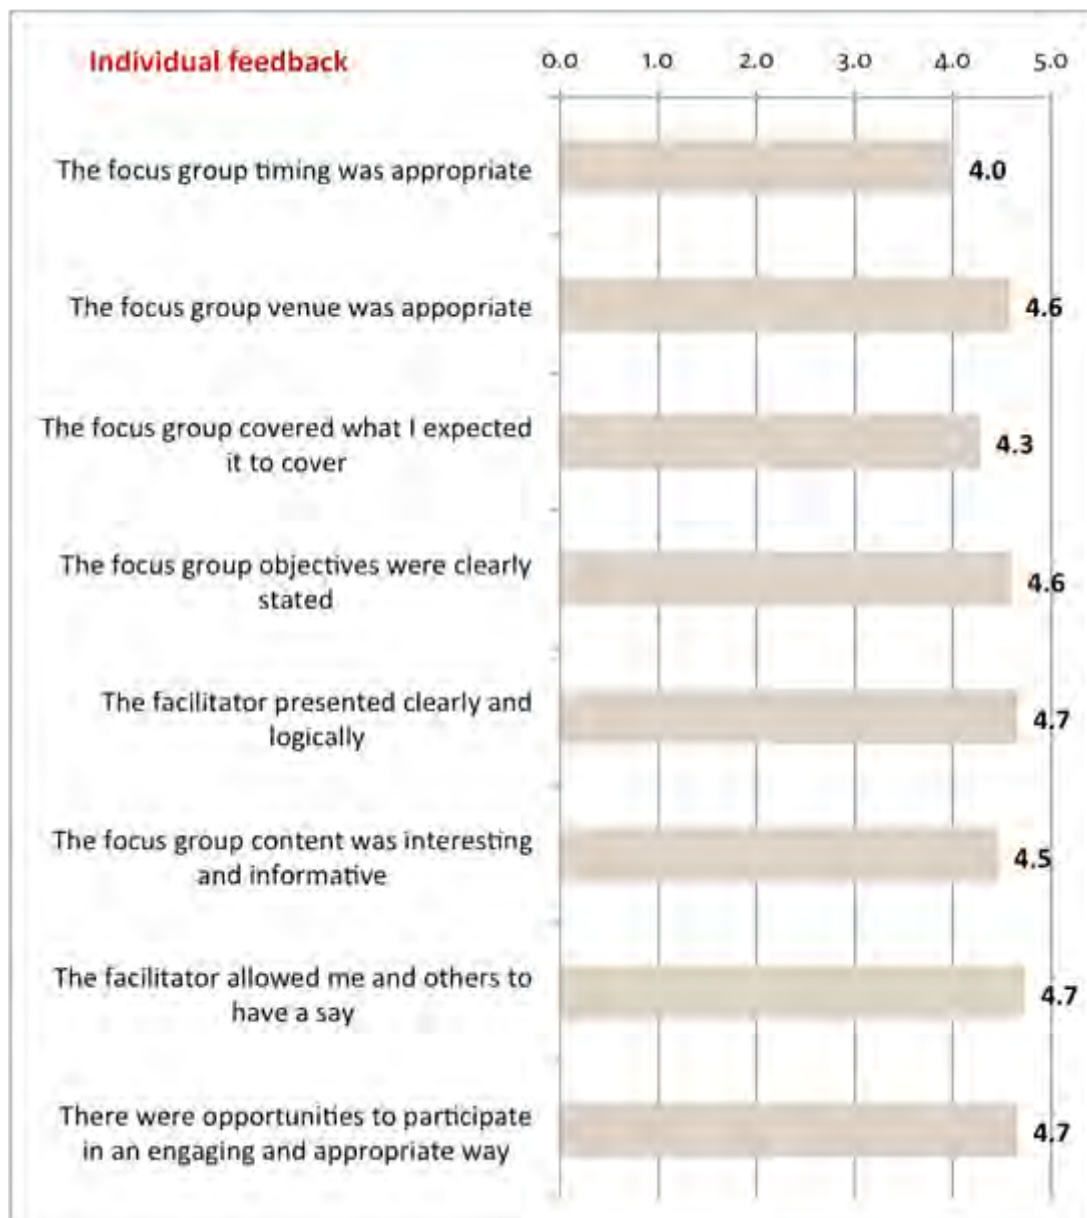 Individual feedback
0.0 1.0 2.0 3.0 4.0 5.0
The focus group timing was appropriate 4.0
The focus group venue was appopriate 4.6
The focus group covered what I expected
it to cover 4.3
The focus group objectives were clearly
stated 4.6
The facilitator presented clearly and
logically 4.7
The focus group content was interesting
and informative 4.5
The facilitator allowed me and others to
have a say 4.7
There were opportunities to participate
in an engaging and appropriate way 4.7